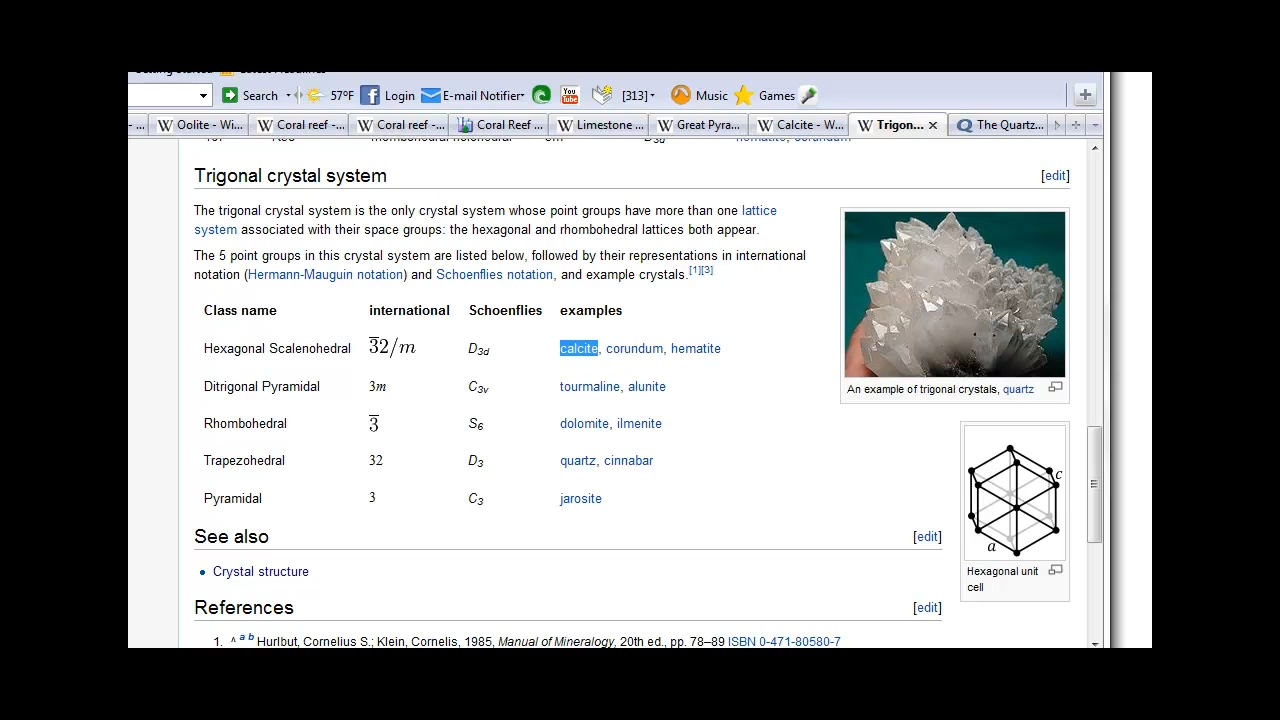 Search
57°F
Login
E-mail Notifier
You
Tube
[313]
Music
Games
- ...
W Oolite - Wi...
W Coral reef -...
W Coral reef -...
Coral Reef ...
W Limestone ...
W Great Pyra...
W Calcite - W...
W Trigon...
Q The Quartz...
Trigonal crystal system
[edit]
The trigonal crystal system is the only crystal system whose point groups have more than one lattice
system associated with their space groups: the hexagonal and rhombohedral lattices both appear.
The 5 point groups in this crystal system are listed below, followed by their representations in international
notation (Hermann-Mauguin notation) and Schoenflies notation, and example crystals.[1][3]
Class name international Schoenflies examples
Hexagonal Scalenohedral 3̅2/m D3d calcite, corundum, hematite
Ditrigonal Pyramidal 3m C3v tourmaline, alunite
Rhombohedral 3̅ S6 dolomite, ilmenite
Trapezohedral 32 D3 quartz, cinnabar
Pyramidal 3 C3 jarosite
An example of trigonal crystals, quartz
c
a
Hexagonal unit
cell
See also
[edit]
• Crystal structure
References
[edit]
1. ^ a b Hurlbut, Cornelius S.; Klein, Cornelis, 1985, Manual of Mineralogy, 20th ed., pp. 78–89 ISBN 0-471-80580-7